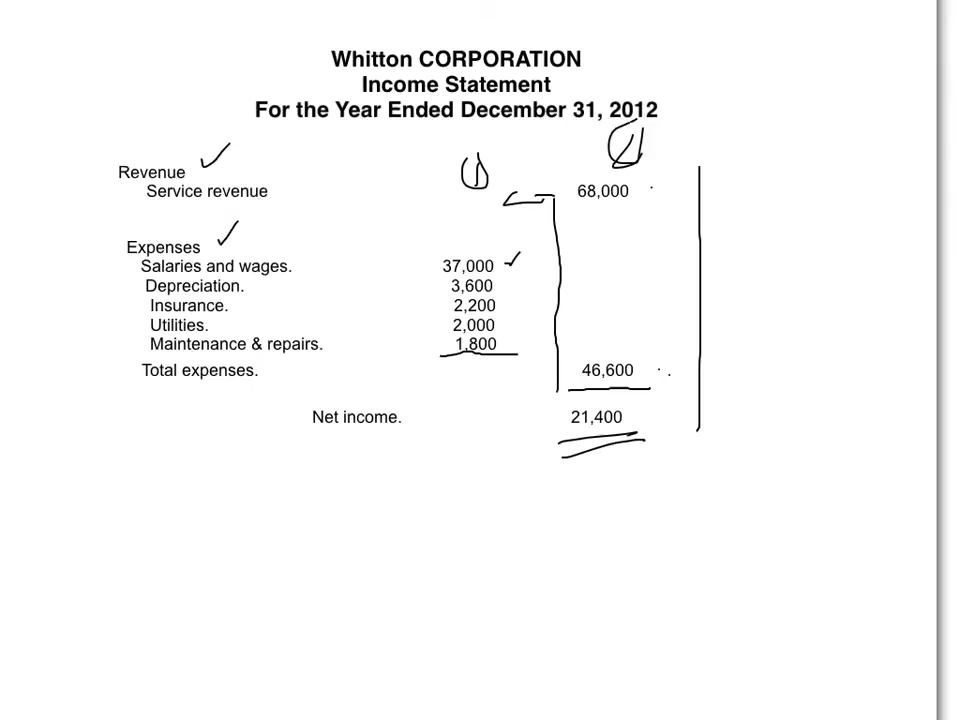 Whitton CORPORATION
Income Statement
For the Year Ended December 31, 2012
1 2
Revenue
Service revenue 68,000
Expenses
Salaries and wages. 37,000
Depreciation. 3,600
Insurance. 2,200
Utilities. 2,000
Maintenance & repairs. 1,800
Total expenses. 46,600
Net income. 21,400